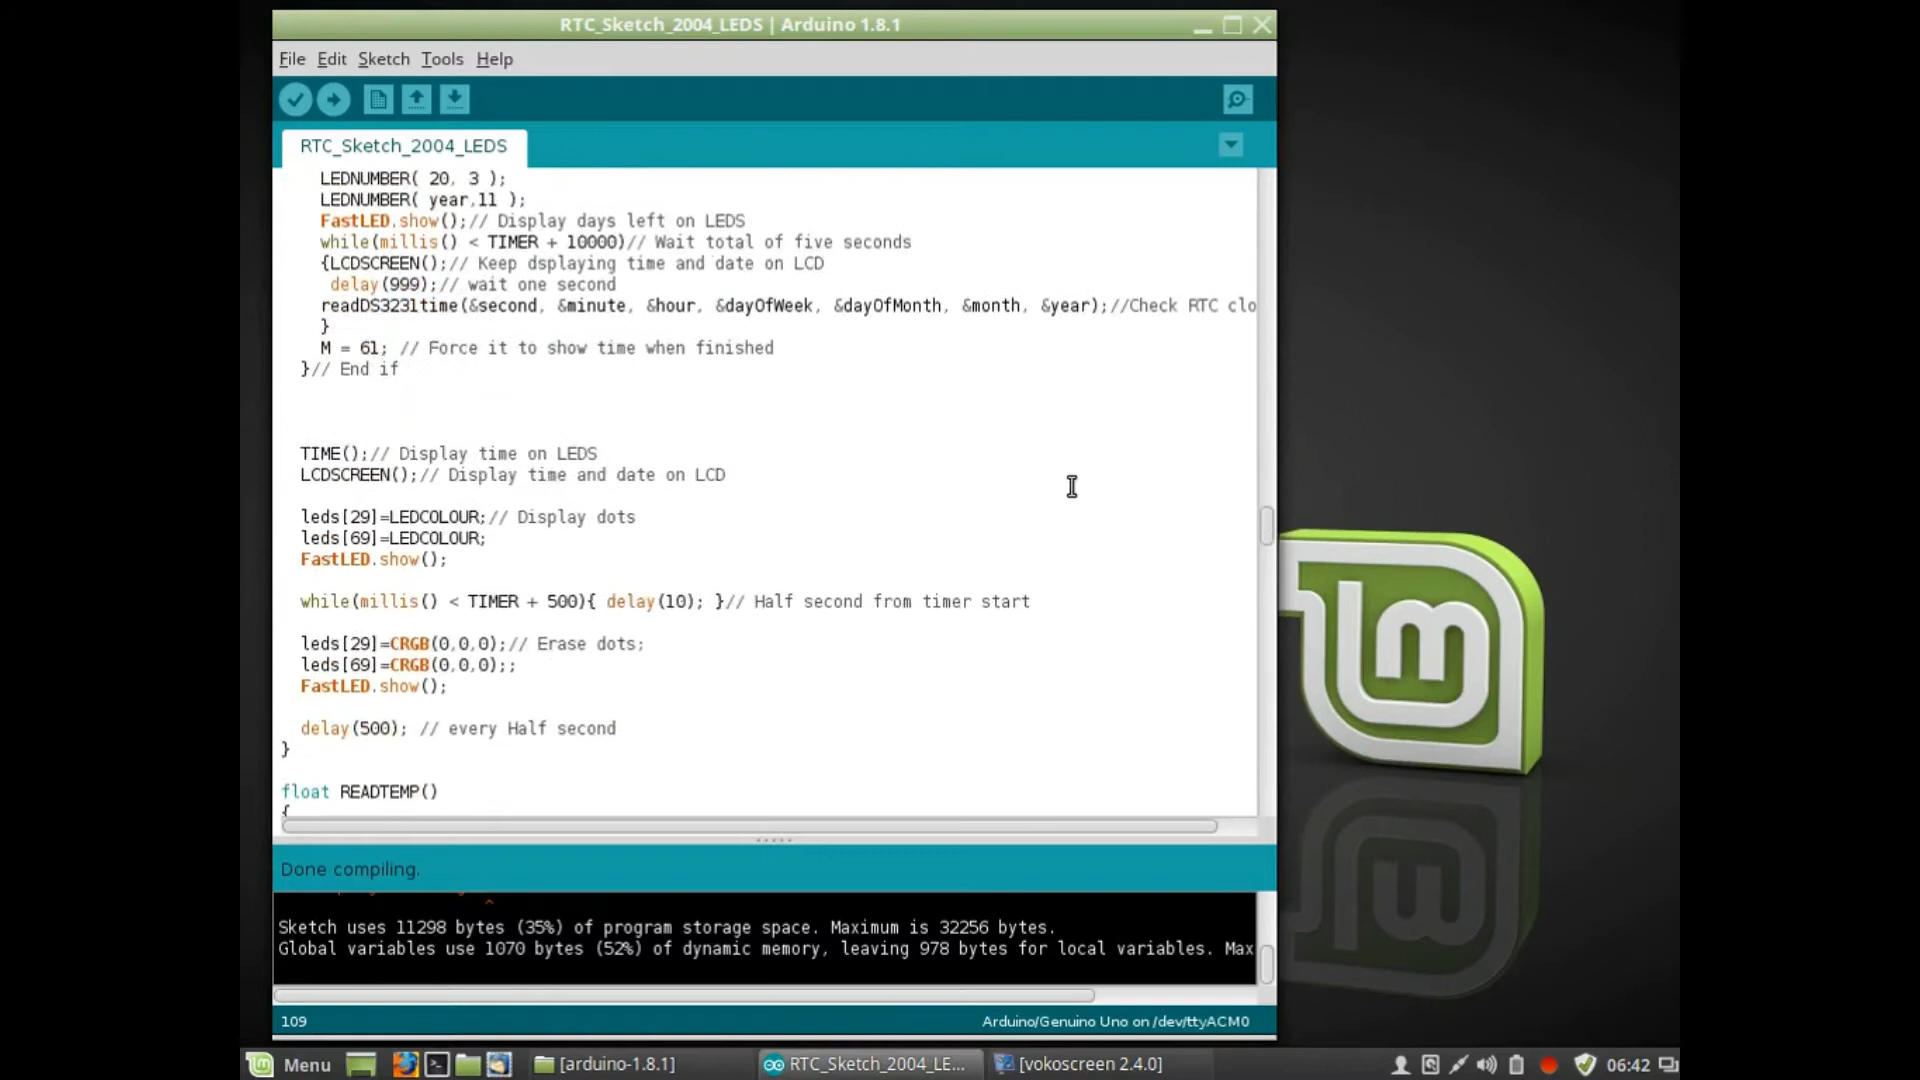 RTC_Sketch_2004_LEDS | Arduino 1.8.1
File Edit Sketch Tools Help
RTC_Sketch_2004_LEDS
LEDNUMBER( 20, 3 );
LEDNUMBER( year,11 );
FastLED.show();// Display days left on LEDS
while(millis() < TIMER + 10000)// Wait total of five seconds
{LCDSCREEN();// Keep dsplaying time and date on LCD
delay(999);// wait one second
readDS3231time(&second, &minute, &hour, &dayOfWeek, &dayOfMonth, &month, &year);//Check RTC clo
}
M = 61; // Force it to show time when finished
}// End if
TIME();// Display time on LEDS
LCDSCREEN();// Display time and date on LCD
leds[29]=LEDCOLOUR;// Display dots
leds[69]=LEDCOLOUR;
FastLED.show();
while(millis() < TIMER + 500){ delay(10); }// Half second from timer start
leds[29]=CRGB(0,0,0);// Erase dots;
leds[69]=CRGB(0,0,0);;
FastLED.show();
delay(500); // every Half second
}
float READTEMP()
{
Done compiling.
^
Sketch uses 11298 bytes (35%) of program storage space. Maximum is 32256 bytes.
Global variables use 1070 bytes (52%) of dynamic memory, leaving 978 bytes for local variables. Max
109 Arduino/Genuino Uno on /dev/ttyACM0
Menu [arduino-1.8.1] RTC_Sketch_2004_LE... [vokoscreen 2.4.0] 06:42